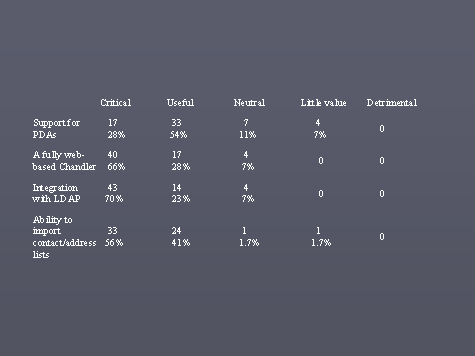 Critical Useful Neutral Little value Detrimental
Support for PDAs 17 28% 33 54% 7 11% 4 7% 0
A fully web-based Chandler 40 66% 17 28% 4 7% 0 0
Integration with LDAP 43 70% 14 23% 4 7% 0 0
Ability to import contact/address lists 33 56% 24 41% 1 1.7% 1 1.7% 0